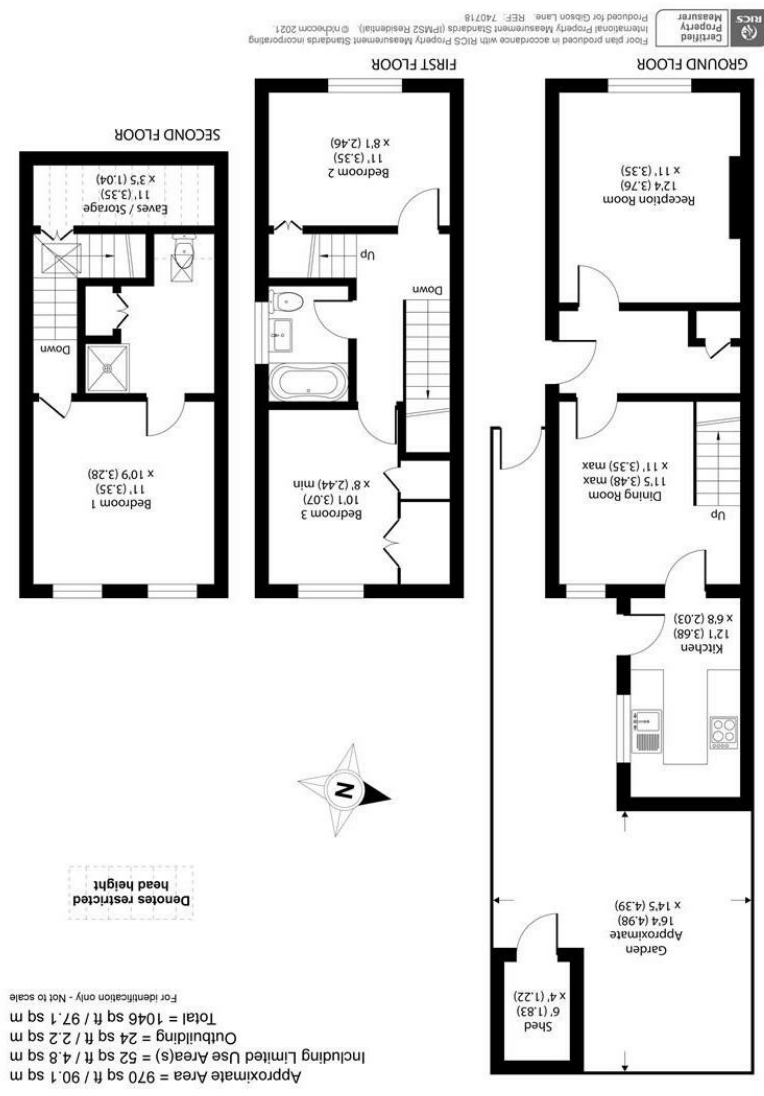 Approximate Area = 970 sq ft / 90.1 sq m
Including Limited Use Area(s) = 52 sq ft / 4.8 sq m
Outbuilding = 24 sq ft / 2.2 sq m
Total = 1046 sq ft / 97.1 sq m
For identification only - Not to scale
Shed
6' (1.83)
x 4' (1.22)
Garden
Approximate
16'4 (4.98)
x 14'5 (4.39)
Denotes restricted
head height
N
Kitchen
12'1 (3.68)
x 6'8 (2.03)
Up
Dining Room
11'5 (3.48) max
x 11' (3.35) max
Reception Room
12'4 (3.76)
x 11' (3.35)
GROUND FLOOR
Bedroom 3
10'1 (3.07)
x 8' (2.44) min
Down
Up
Bedroom 2
11' (3.35)
x 8'1 (2.46)
FIRST FLOOR
Bedroom 1
11' (3.35)
x 10'9 (3.28)
Down
Eaves / Storage
11' (3.35)
x 3'5 (1.04)
SECOND FLOOR
RICS
Certified
Property
Measurer
Floor plan produced in accordance with RICS Property Measurement Standards incorporating
International Property Measurement Standards (IPMS2 Residential). ©nichecom 2021.
Produced for Gibson Lane. REF: 740718